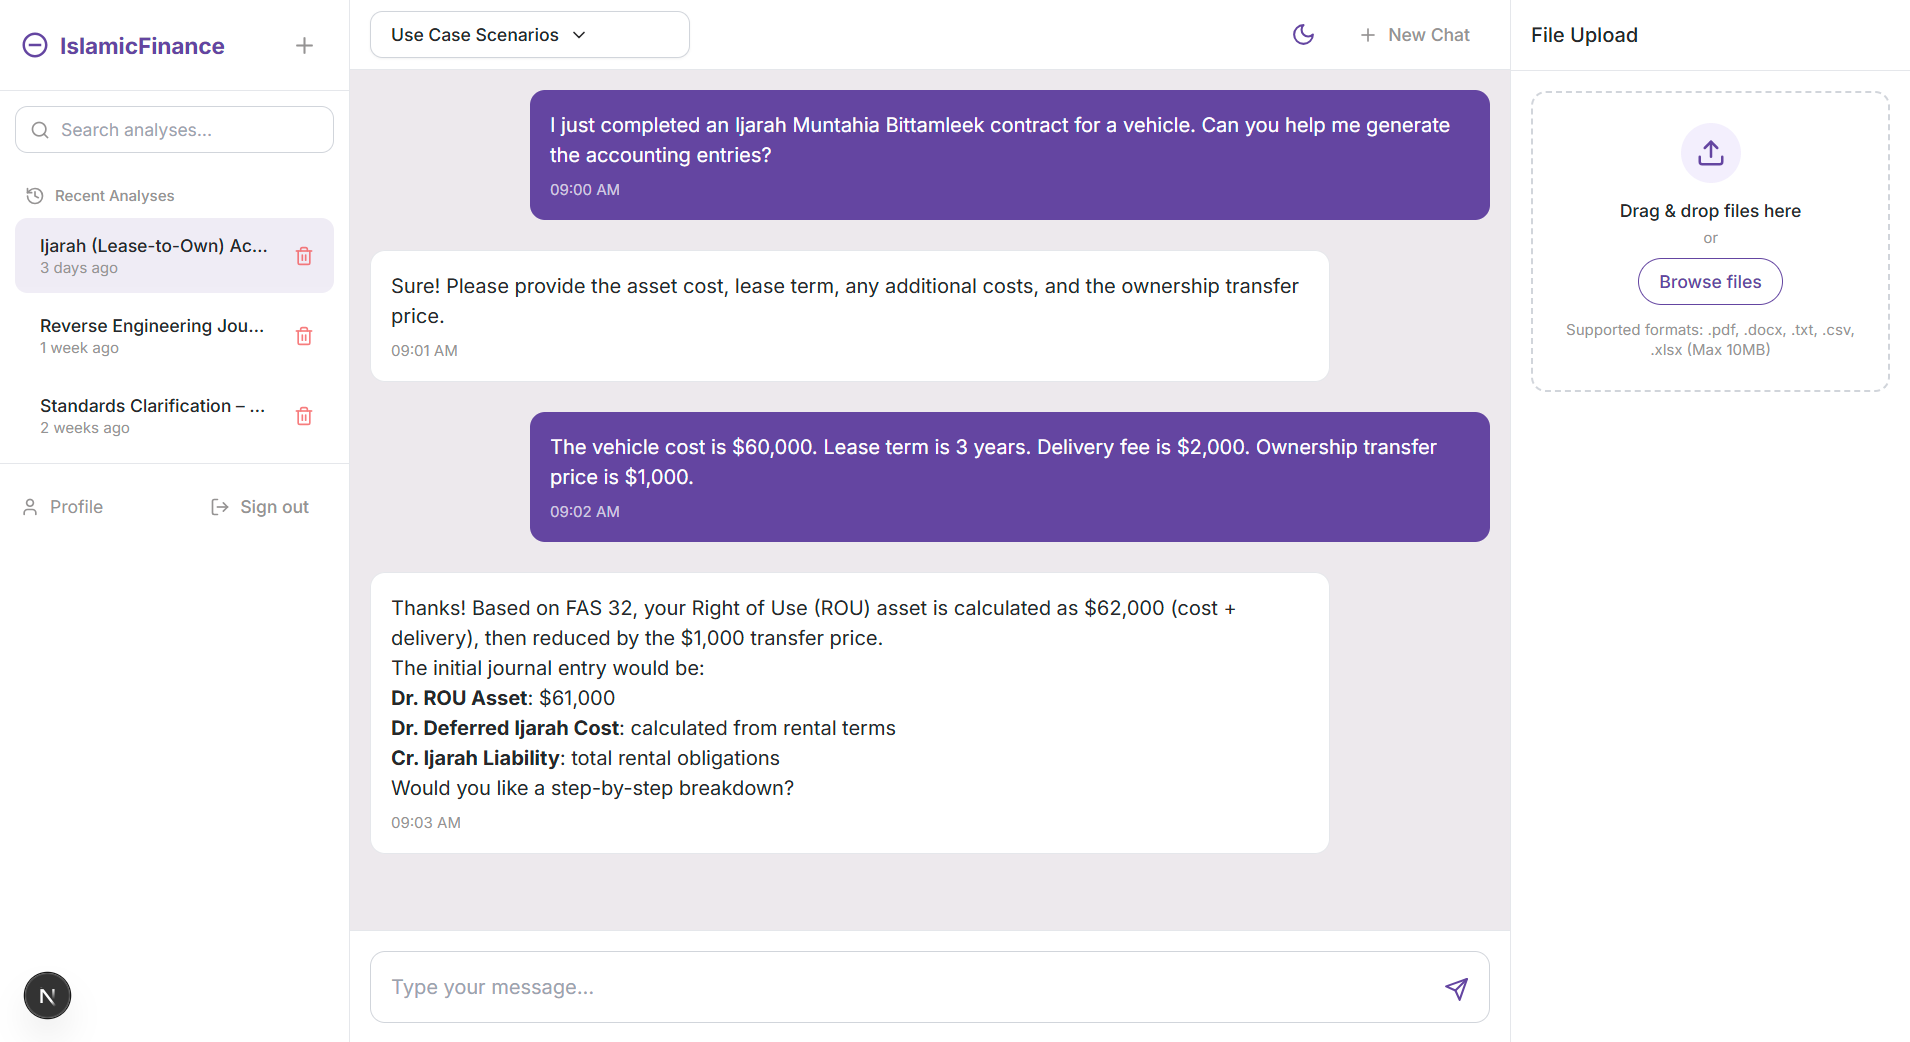 IslamicFinance
Search analyses...
Recent Analyses
Ijarah (Lease-to-Own) Ac...
3 days ago
Reverse Engineering Jou...
1 week ago
Standards Clarification – ...
2 weeks ago
Profile
Sign out
N
Use Case Scenarios
New Chat
I just completed an Ijarah Muntahia Bittamleek contract for a vehicle. Can you help me generate
the accounting entries?
09:00 AM
Sure! Please provide the asset cost, lease term, any additional costs, and the ownership transfer
price.
09:01 AM
The vehicle cost is $60,000. Lease term is 3 years. Delivery fee is $2,000. Ownership transfer
price is $1,000.
09:02 AM
Thanks! Based on FAS 32, your Right of Use (ROU) asset is calculated as $62,000 (cost +
delivery), then reduced by the $1,000 transfer price.
The initial journal entry would be:
Dr. ROU Asset: $61,000
Dr. Deferred Ijarah Cost: calculated from rental terms
Cr. Ijarah Liability: total rental obligations
Would you like a step-by-step breakdown?
09:03 AM
Type your message...
File Upload
Drag & drop files here
or
Browse files
Supported formats: .pdf, .docx, .txt, .csv,
.xlsx (Max 10MB)